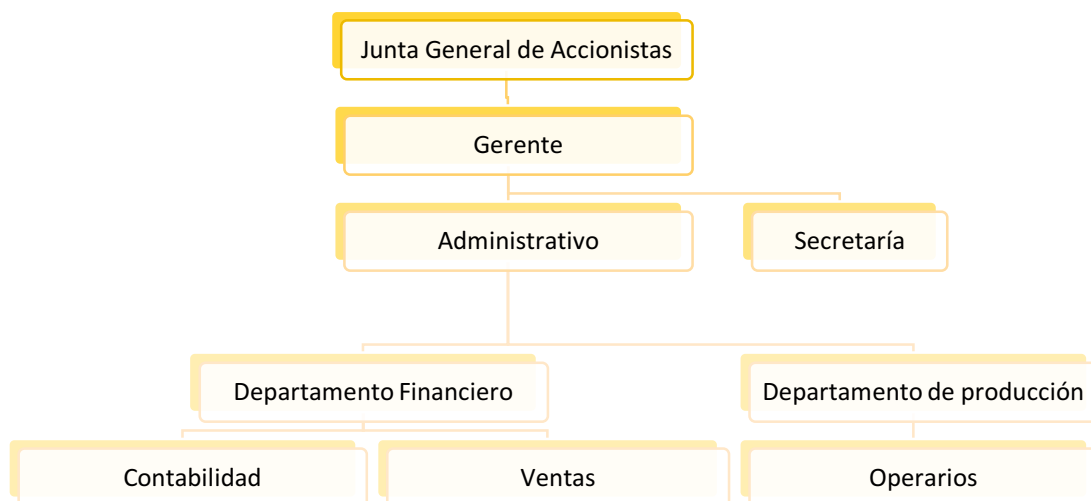 Junta General de Accionistas
Gerente
Administrativo
Secretaría
Departamento Financiero
Departamento de producción
Contabilidad
Ventas
Operarios